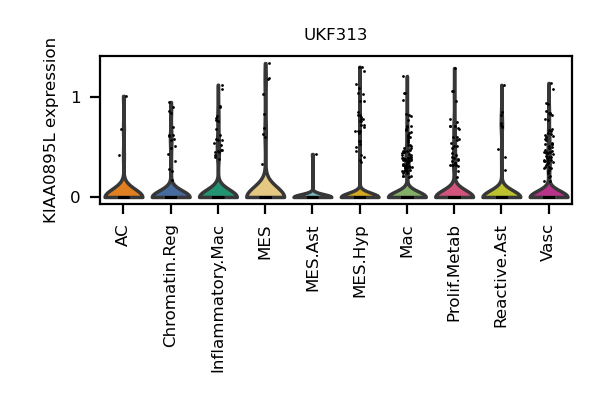 UKF313
KIAA0895L expression
1
0
AC
Chromatin.Reg
Inflammatory.Mac
MES
MES.Ast
MES.Hyp
Mac
Prolif.Metab
Reactive.Ast
Vasc